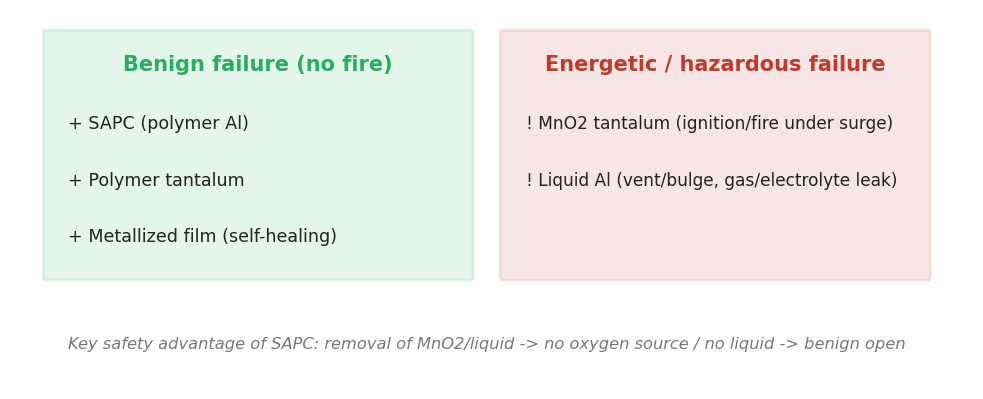 Benign failure (no fire)
+ SAPC (polymer Al)
+ Polymer tantalum
+ Metallized film (self-healing)
Energetic / hazardous failure
! MnO2 tantalum (ignition/fire under surge)
! Liquid Al (vent/bulge, gas/electrolyte leak)
Key safety advantage of SAPC: removal of MnO2/liquid -> no oxygen source / no liquid -> benign open